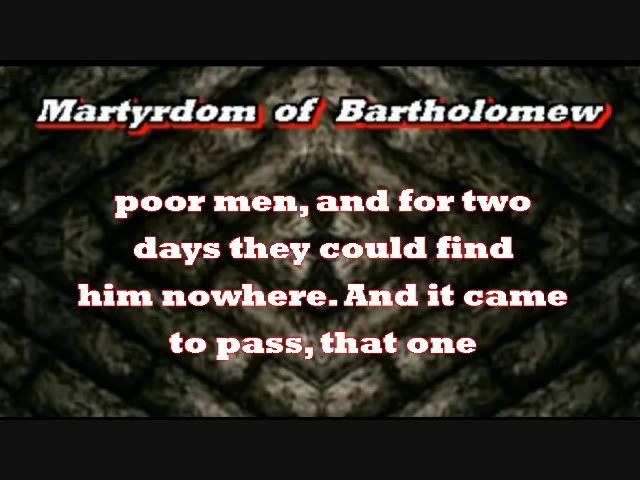 Martyrdom of Bartholomew
poor men, and for two
days they could find
him nowhere. And it came
to pass, that one